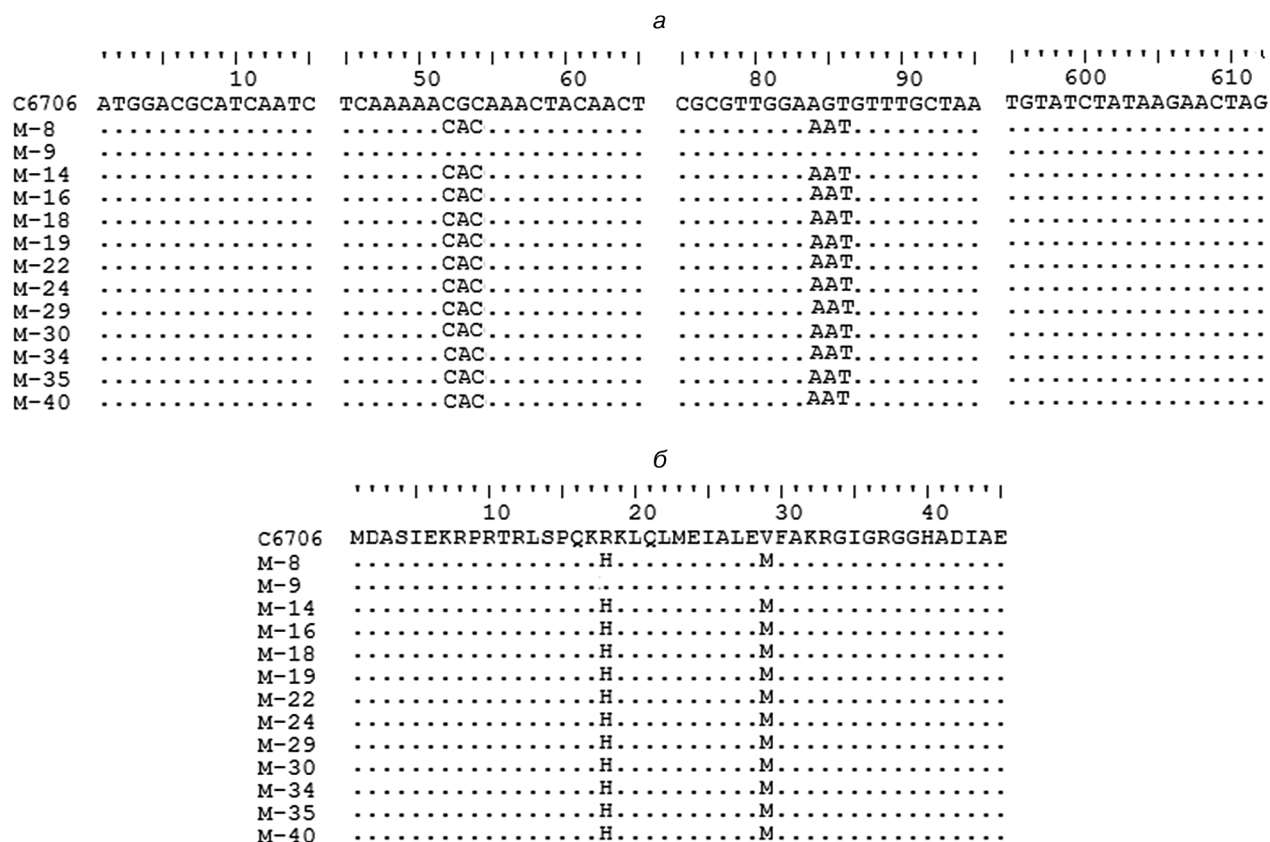 а
10 50 60 80 90 600 610
C6706 ATGGACGCATCAATC TCAAAAACGCAAACTACAACT CGCGTTGGAAGTGTTTGCTAA TGTATCTATAAGAACTAG
M-8 ............... .......CAC........... .........AAT......... ..................
M-9 ............... ..................... ..................... ..................
M-14 ............... .......CAC........... .........AAT......... ..................
M-16 ............... .......CAC........... .........AAT......... ..................
M-18 ............... .......CAC........... .........AAT......... ..................
M-19 ............... .......CAC........... .........AAT......... ..................
M-22 ............... .......CAC........... .........AAT......... ..................
M-24 ............... .......CAC........... .........AAT......... ..................
M-29 ............... .......CAC........... .........AAT......... ..................
M-30 ............... .......CAC........... .........AAT......... ..................
M-34 ............... .......CAC........... .........AAT......... ..................
M-35 ............... .......CAC........... .........AAT......... ..................
M-40 ............... .......CAC........... .........AAT......... ..................
б
10 20 30 40
C6706 MDASIEKRPRTRLSPQKRKLQLMEIALEVFAKRGIGRGGHADIAE
M-8 .................H..........M................
M-9 .............................................
M-14 .................H..........M................
M-16 .................H..........M................
M-18 .................H..........M................
M-19 .................H..........M................
M-22 .................H..........M................
M-24 .................H..........M................
M-29 .................H..........M................
M-30 .................H..........M................
M-34 .................H..........M................
M-35 .................H..........M................
M-40 .................H..........M................